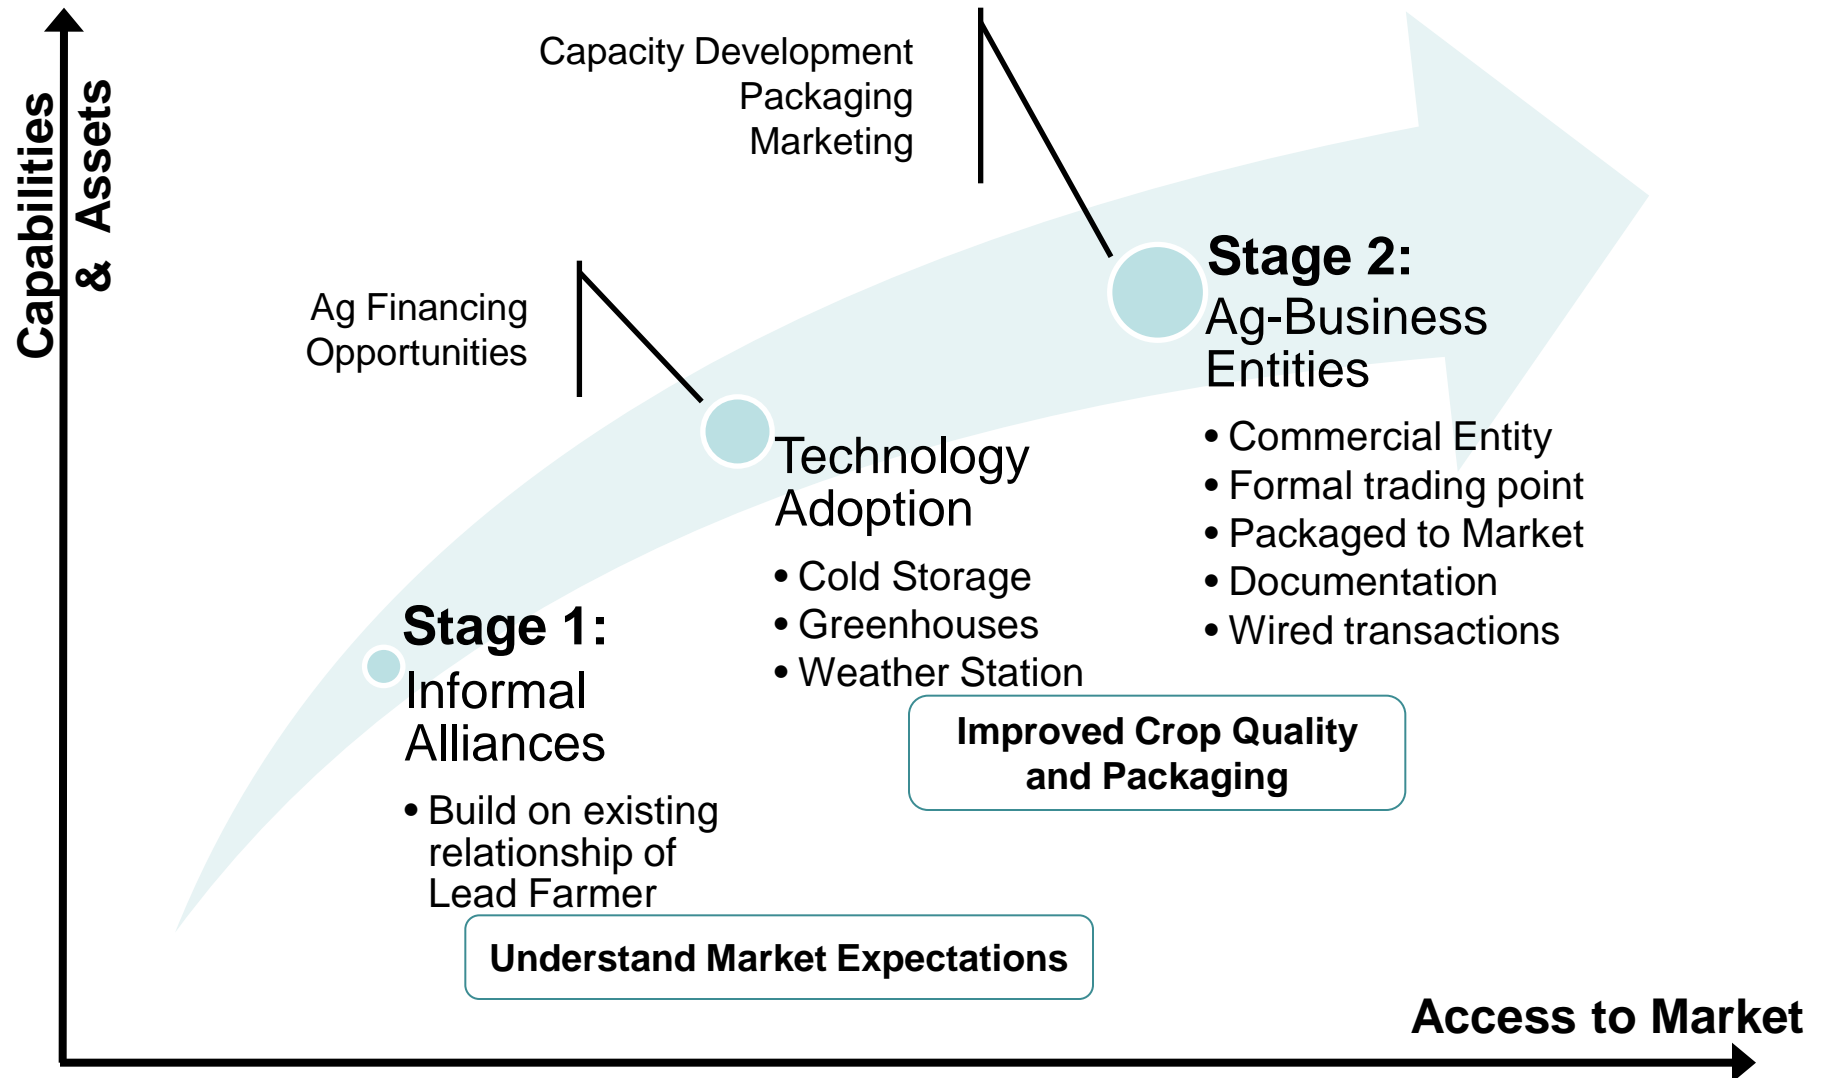 Capabilities
& Assets
Capacity Development
Packaging
Marketing
Ag Financing
Opportunities
Stage 1:
Informal
Alliances
• Build on existing
relationship of
Lead Farmer
Understand Market Expectations
Technology
Adoption
• Cold Storage
• Greenhouses
• Weather Station
Improved Crop Quality
and Packaging
Stage 2:
Ag-Business
Entities
• Commercial Entity
• Formal trading point
• Packaged to Market
• Documentation
• Wired transactions
Access to Market